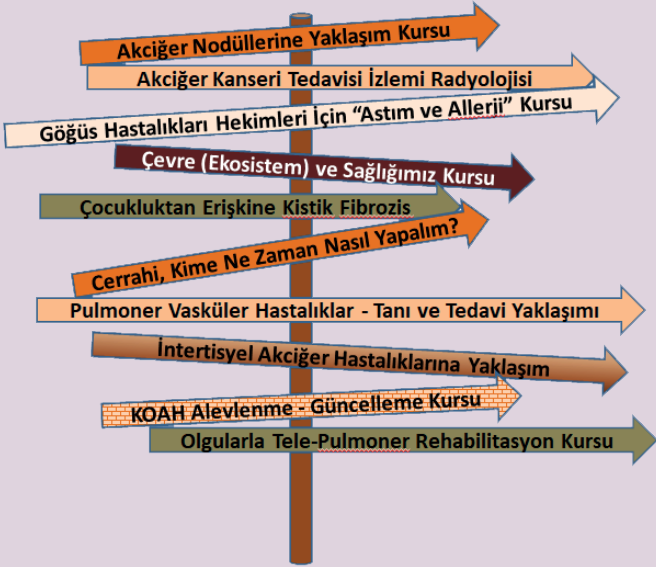 Akciğer Nodüllerine Yaklaşım Kursu
Akciğer Kanseri Tedavisi İzlemi Radyolojisi
Göğüs Hastalıkları Hekimleri İçin “Astım ve Allerji” Kursu
Çevre (Ekosistem) ve Sağlığımız Kursu
Çocukluktan Erişkine Kistik Fibrozis
Cerrahi, Kime Ne Zaman Nasıl Yapalım?
Pulmoner Vasküler Hastalıklar - Tanı ve Tedavi Yaklaşımı
İntertisyel Akciğer Hastalıklarına Yaklaşım
KOAH Alevlenme - Güncelleme Kursu
Olgularla Tele-Pulmoner Rehabilitasyon Kursu